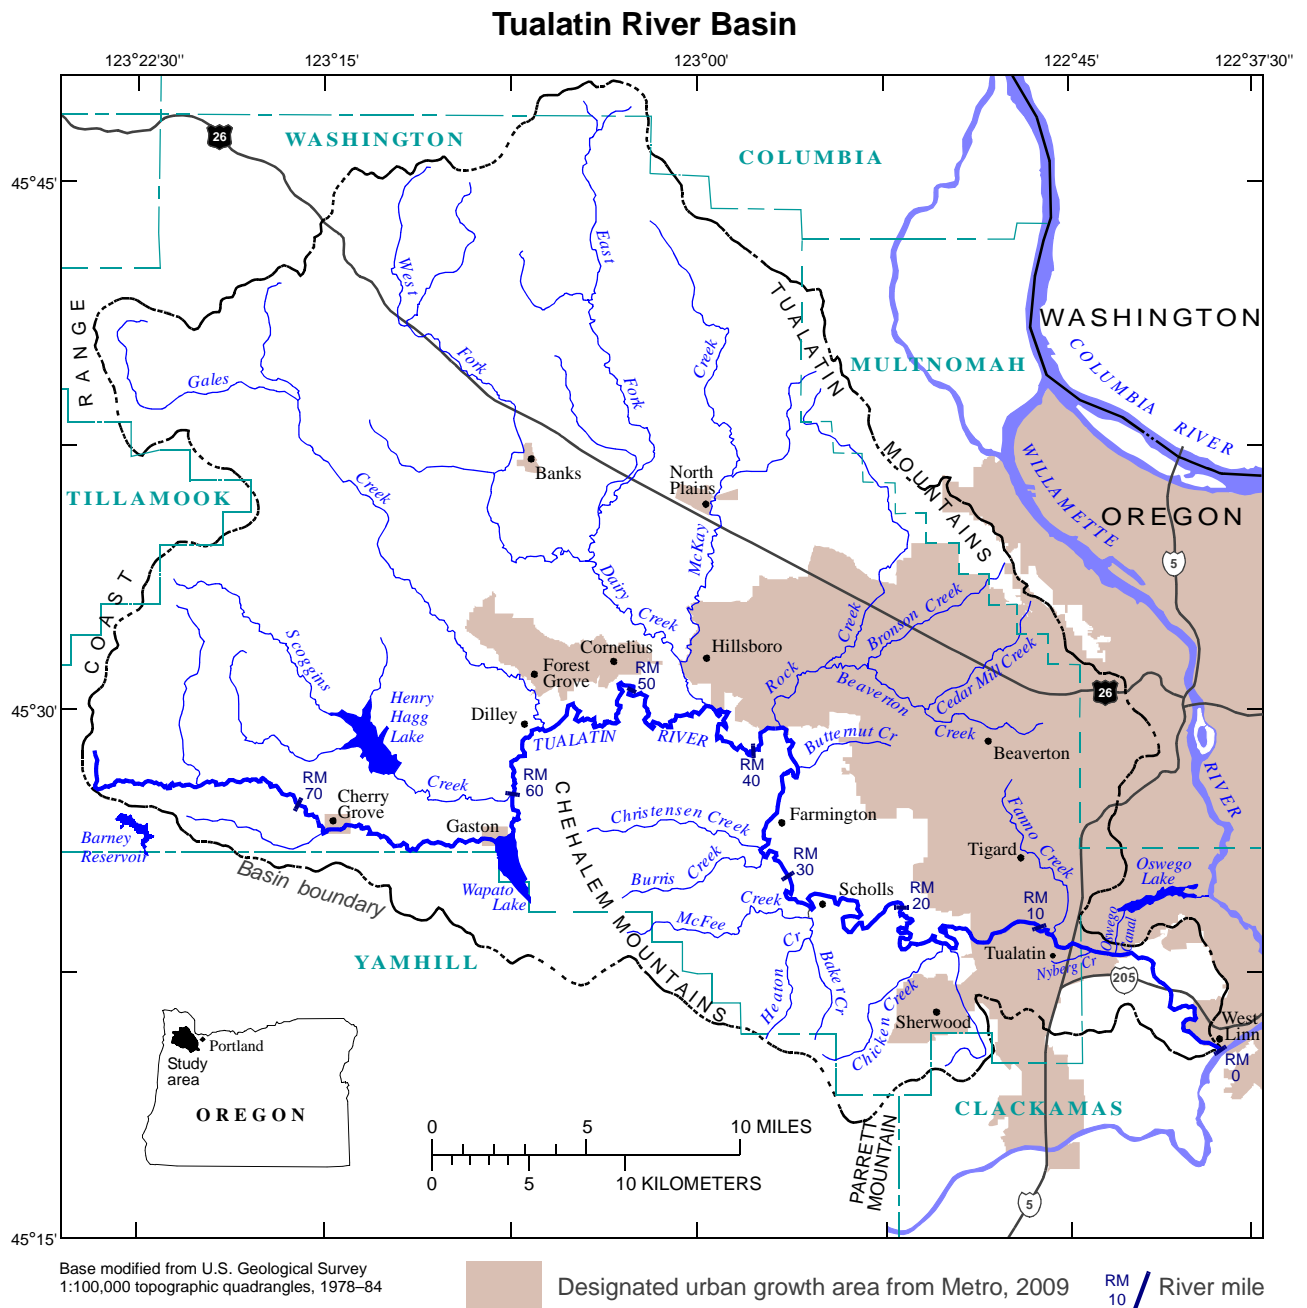 Tualatin River Basin
123°22'30"
123°15'
123°00'
122°45'
122°37'30"
45°45'
45°30'
45°15'
26
WASHINGTON
COLUMBIA
West
Fork
East
Fork
TUALATIN
MOUNTAINS
WASHINGTON
COLUMBIA
RIVER
MULTNOMAH
RANGE
COAST
Gales
Creek
Creek
McKay
Banks
North
Plains
TILLAMOOK
WILLAMETTE
RIVER
OREGON
5
Dairy
Creek
Scoggins
Creek
Cornelius
Hillsboro
Forest
Grove
RM
50
Rock
Creek
Bronson Creek
Beaverton
Creek
Cedar Mill Creek
26
Henry
Hagg
Lake
Dilley
TUALATIN
RIVER
Butternut Cr
Beaverton
RM
40
RM
60
RM
70
Cherry
Grove
Gaston
Barney
Reservoir
Basin boundary
Wapato
Lake
CHEHALEM MOUNTAINS
Christensen Creek
Farmington
Burris
Creek
RM
30
McFee
Creek
Scholls
RM
20
Fanno Creek
Tigard
RM
10
Oswego
Lake
Oswego
Canal
Tualatin
Nyberg Cr
205
YAMHILL
Heaton
Cr
Baker Cr
Chicken Creek
Sherwood
West
Linn
RM
0
Portland
Study
area
OREGON
CLACKAMAS
PARRETT
MOUNTAIN
5
0
5
10 MILES
0
5
10 KILOMETERS
Base modified from U.S. Geological Survey
1:100,000 topographic quadrangles, 1978–84
Designated urban growth area from Metro, 2009
RM
10
River mile